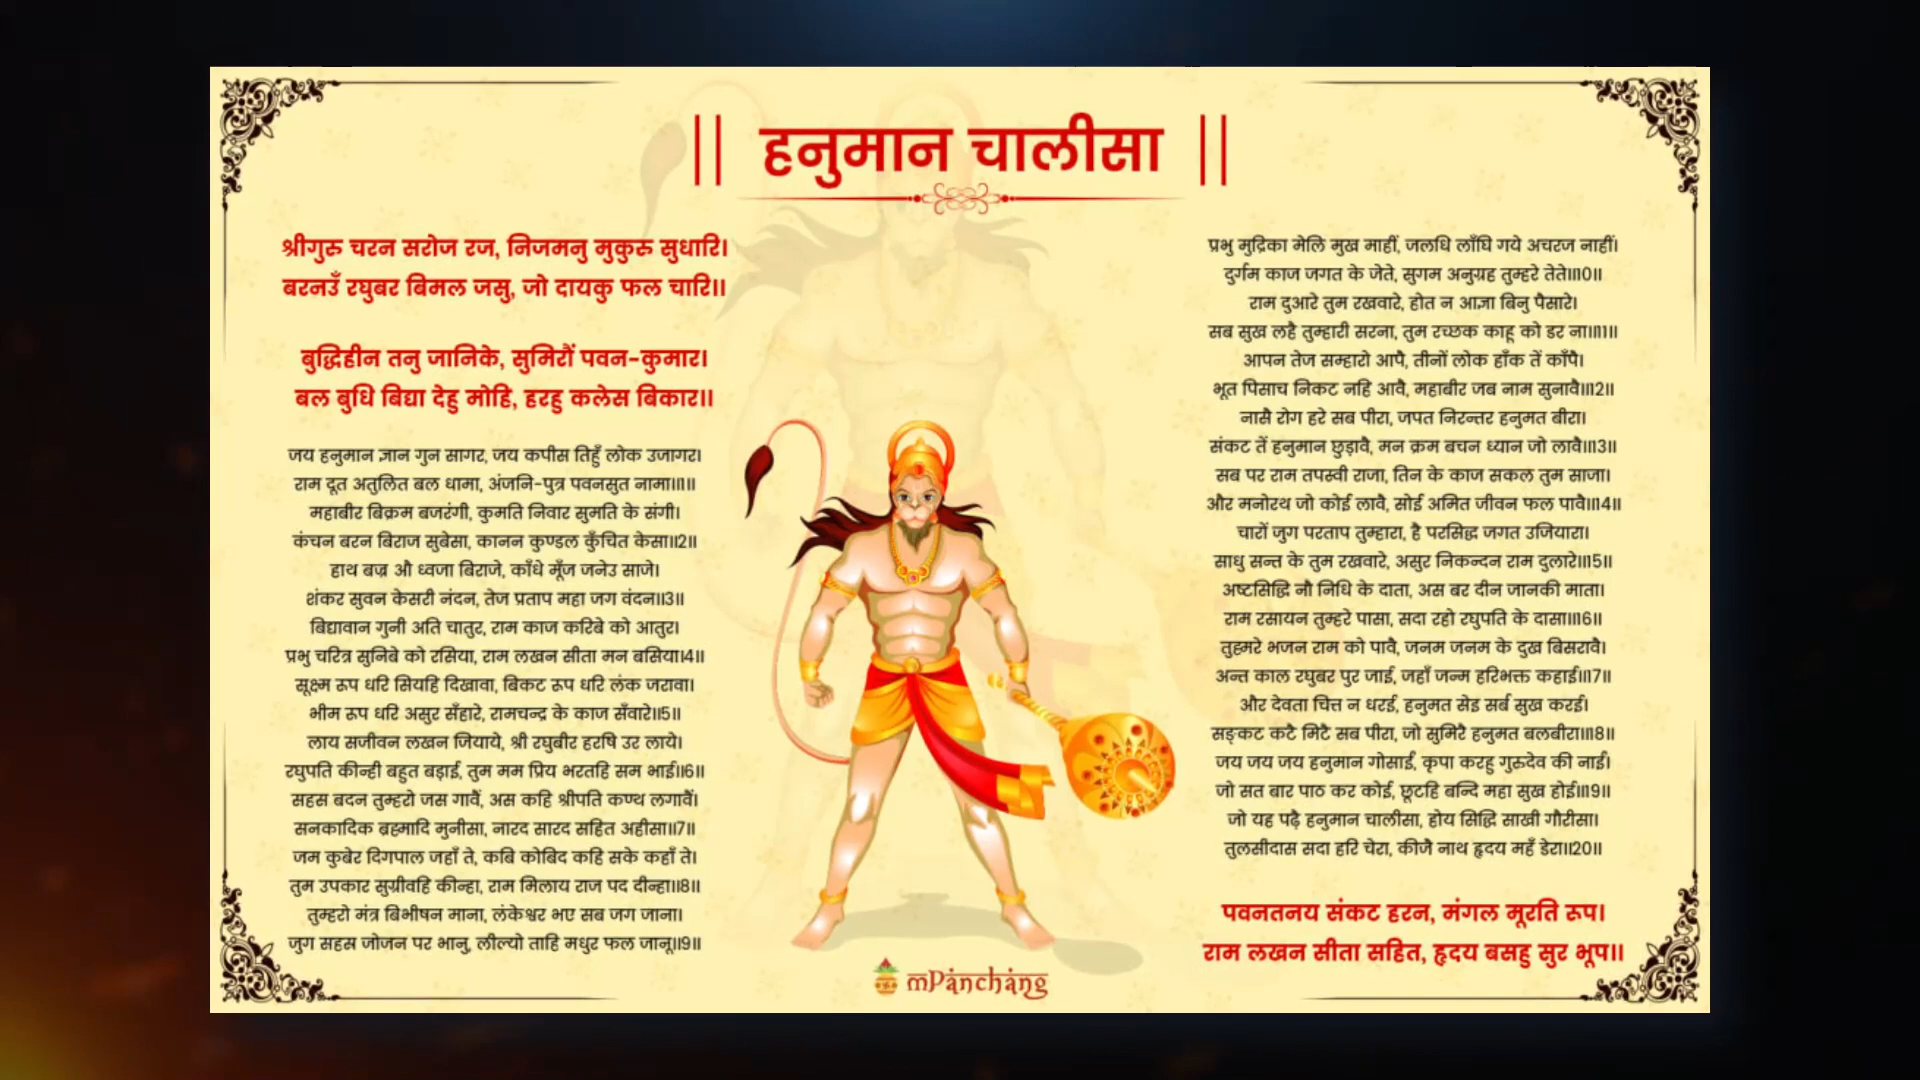 || हनुमान चालीसा ||
श्रीगुरु चरन सरोज रज, निजमनु मुकुरु सुधारि।
बरनउँ रघुबर बिमल जसु, जो दायकु फल चारि॥
बुद्धिहीन तनु जानिके, सुमिरौं पवन-कुमार।
बल बुधि बिद्या देहु मोहि, हरहु कलेस बिकार॥
जय हनुमान ज्ञान गुन सागर, जय कपीस तिहुँ लोक उजागर।
राम दूत अतुलित बल धामा, अंजनि-पुत्र पवनसुत नामा॥1॥
महाबीर बिक्रम बजरंगी, कुमति निवार सुमति के संगी।
कंचन बरन बिराज सुबेसा, कानन कुण्डल कुँचित केसा॥2॥
हाथ बज्र औ ध्वजा बिराजे, काँधे मूँज जनेउ साजे।
शंकर सुवन केसरी नंदन, तेज प्रताप महा जग वंदन॥3॥
बिद्यावान गुनी अति चातुर, राम काज करिबे को आतुर।
प्रभु चरित्र सुनिबे को रसिया, राम लखन सीता मन बसिया।4॥
सूक्ष्म रूप धरि सियहि दिखावा, बिकट रूप धरि लंक जरावा।
भीम रूप धरि असुर सँहारे, रामचन्द्र के काज सँवारे॥5॥
लाय सजीवन लखन जियाये, श्री रघुबीर हरषि उर लाये।
रघुपति कीन्ही बहुत बड़ाई, तुम मम प्रिय भरतहि सम भाई॥6॥
सहस बदन तुम्हरो जस गावैं, अस कहि श्रीपति कण्थ लगावैं।
सनकादिक ब्रह्मादि मुनीसा, नारद सारद सहित अहीसा॥7॥
जम कुबेर दिगपाल जहाँ ते, कबि कोबिद कहि सके कहाँ ते।
तुम उपकार सुग्रीवहि कीन्हा, राम मिलाय राज पद दीन्हा॥8॥
तुम्हरो मंत्र बिभीषन माना, लंकेश्वर भए सब जग जाना।
जुग सहस्र जोजन पर भानु, लील्यो ताहि मधुर फल जानू॥9॥
प्रभु मुद्रिका मेलि मुख माहीं, जलधि लाँघि गये अचरज नाहीं।
दुर्गम काज जगत के जेते, सुगम अनुग्रह तुम्हरे तेते॥10॥
राम दुआरे तुम रखवारे, होत न आज्ञा बिनु पैसारे।
सब सुख लहै तुम्हारी सरना, तुम रच्छक काहू को डर ना॥11॥
आपन तेज सम्हारो आपै, तीनों लोक हाँक तें काँपै।
भूत पिसाच निकट नहि आवै, महाबीर जब नाम सुनावै॥12॥
नासै रोग हरे सब पीरा, जपत निरन्तर हनुमत बीरा।
संकट तें हनुमान छुड़ावै, मन क्रम बचन ध्यान जो लावै॥13॥
सब पर राम तपस्वी राजा, तिन के काज सकल तुम साजा।
और मनोरथ जो कोई लावै, सोई अमित जीवन फल पावै॥14॥
चारों जुग परताप तुम्हारा, है परसिद्ध जगत उजियारा।
साधु सन्त के तुम रखवारे, असुर निकन्दन राम दुलारे॥15॥
अष्टसिद्धि नौ निधि के दाता, अस बर दीन जानकी माता।
राम रसायन तुम्हरे पासा, सदा रहो रघुपति के दासा॥16॥
तुह्मरे भजन राम को पावै, जनम जनम के दुख बिसरावै।
अन्त काल रघुबर पुर जाई, जहाँ जन्म हरिभक्त कहाई॥17॥
और देवता चित्त न धरई, हनुमत सेइ सर्ब सुख करई।
सङ्कट कटै मिटै सब पीरा, जो सुमिरै हनुमत बलबीरा॥18॥
जय जय जय हनुमान गोसाईं, कृपा करहु गुरुदेव की नाईं।
जो सत बार पाठ कर कोई, छूटहि बन्दि महा सुख होई॥19॥
जो यह पढ़ै हनुमान चालीसा, होय सिद्धि साखी गौरीसा।
तुलसीदास सदा हरि चेरा, कीजै नाथ हृदय महँ डेरा॥20॥
पवनतनय संकट हरन, मंगल मूरति रूप।
राम लखन सीता सहित, हृदय बसहु सुर भूप॥
mPanchang